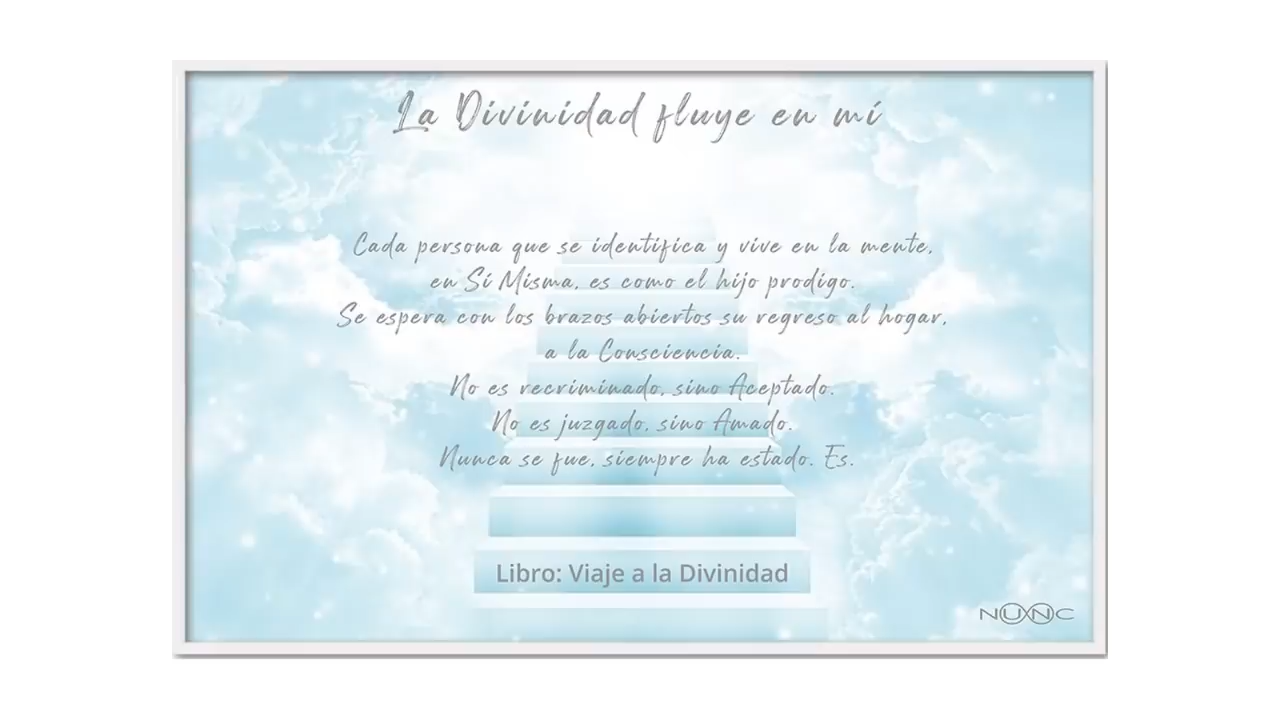 La Divinidad fluye en mí
Cada persona que se identifica y vive en la mente,
en Sí Misma, es como el hijo prodigo.
Se espera con los brazos abiertos su regreso al hogar,
a la Consciencia.
No es recriminado, sino Aceptado.
No es juzgado, sino Amado.
Nunca se fue, siempre ha estado. Es.
Libro: Viaje a la Divinidad
NUNC